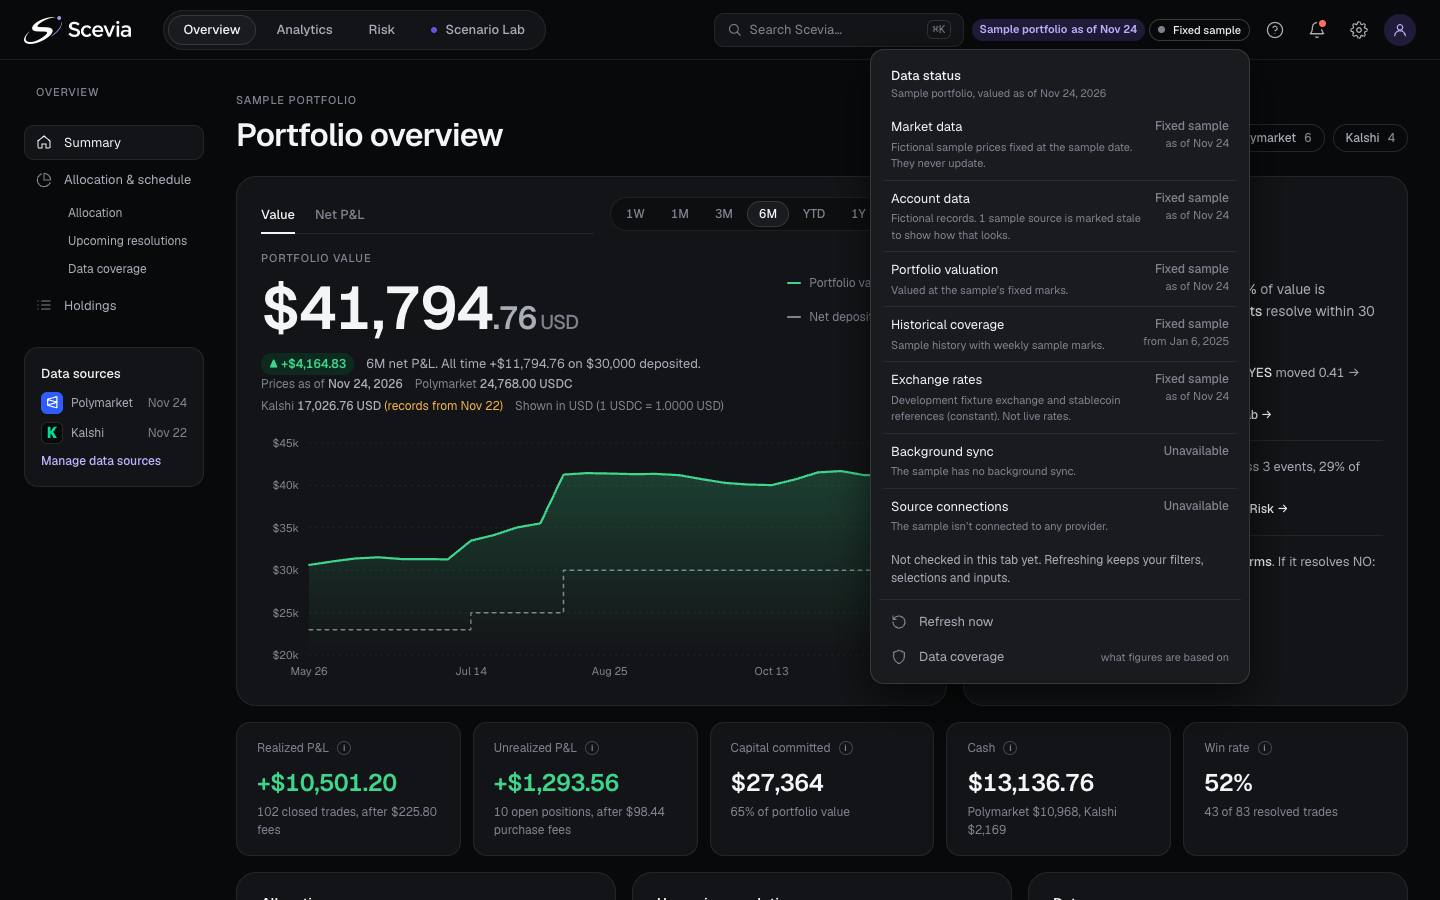 Scevia
Overview
Analytics
Risk
Scenario Lab
Search Scevia...
⌘K
Sample portfolio as of Nov 24
Fixed sample
OVERVIEW
Summary
Allocation & schedule
Allocation
Upcoming resolutions
Data coverage
Holdings
Data sources
Polymarket Nov 24
Kalshi Nov 22
Manage data sources
SAMPLE PORTFOLIO
Portfolio overview
ymarket 6
Kalshi 4
Value
Net P&L
1W 1M 3M 6M YTD 1Y
PORTFOLIO VALUE
$41,794.76 USD
Portfolio va
Net deposit
▲ +$4,164.83 6M net P&L. All time +$11,794.76 on $30,000 deposited.
Prices as of Nov 24, 2026 Polymarket 24,768.00 USDC
Kalshi 17,026.76 USD (records from Nov 22) Shown in USD (1 USDC = 1.0000 USD)
$45k
$40k
$35k
$30k
$25k
$20k
May 26 Jul 14 Aug 25 Oct 13
Data status
Sample portfolio, valued as of Nov 24, 2026
Market data Fixed sample
Fictional sample prices fixed at the sample date. as of Nov 24
They never update.
Account data Fixed sample
Fictional records. 1 sample source is marked stale as of Nov 24
to show how that looks.
Portfolio valuation Fixed sample
Valued at the sample's fixed marks. as of Nov 24
Historical coverage Fixed sample
Sample history with weekly sample marks. from Jan 6, 2025
Exchange rates Fixed sample
Development fixture exchange and stablecoin as of Nov 24
references (constant). Not live rates.
Background sync Unavailable
The sample has no background sync.
Source connections Unavailable
The sample isn't connected to any provider.
Not checked in this tab yet. Refreshing keeps your filters,
selections and inputs.
Refresh now
Data coverage what figures are based on
% of value is
ts resolve within 30
YES moved 0.41 →
b →
s 3 events, 29% of
Risk →
rms. If it resolves NO:
Realized P&L i
+$10,501.20
102 closed trades, after $225.80
fees
Unrealized P&L i
+$1,293.56
10 open positions, after $98.44
purchase fees
Capital committed i
$27,364
65% of portfolio value
Cash i
$13,136.76
Polymarket $10,968, Kalshi
$2,169
Win rate i
52%
43 of 83 resolved trades